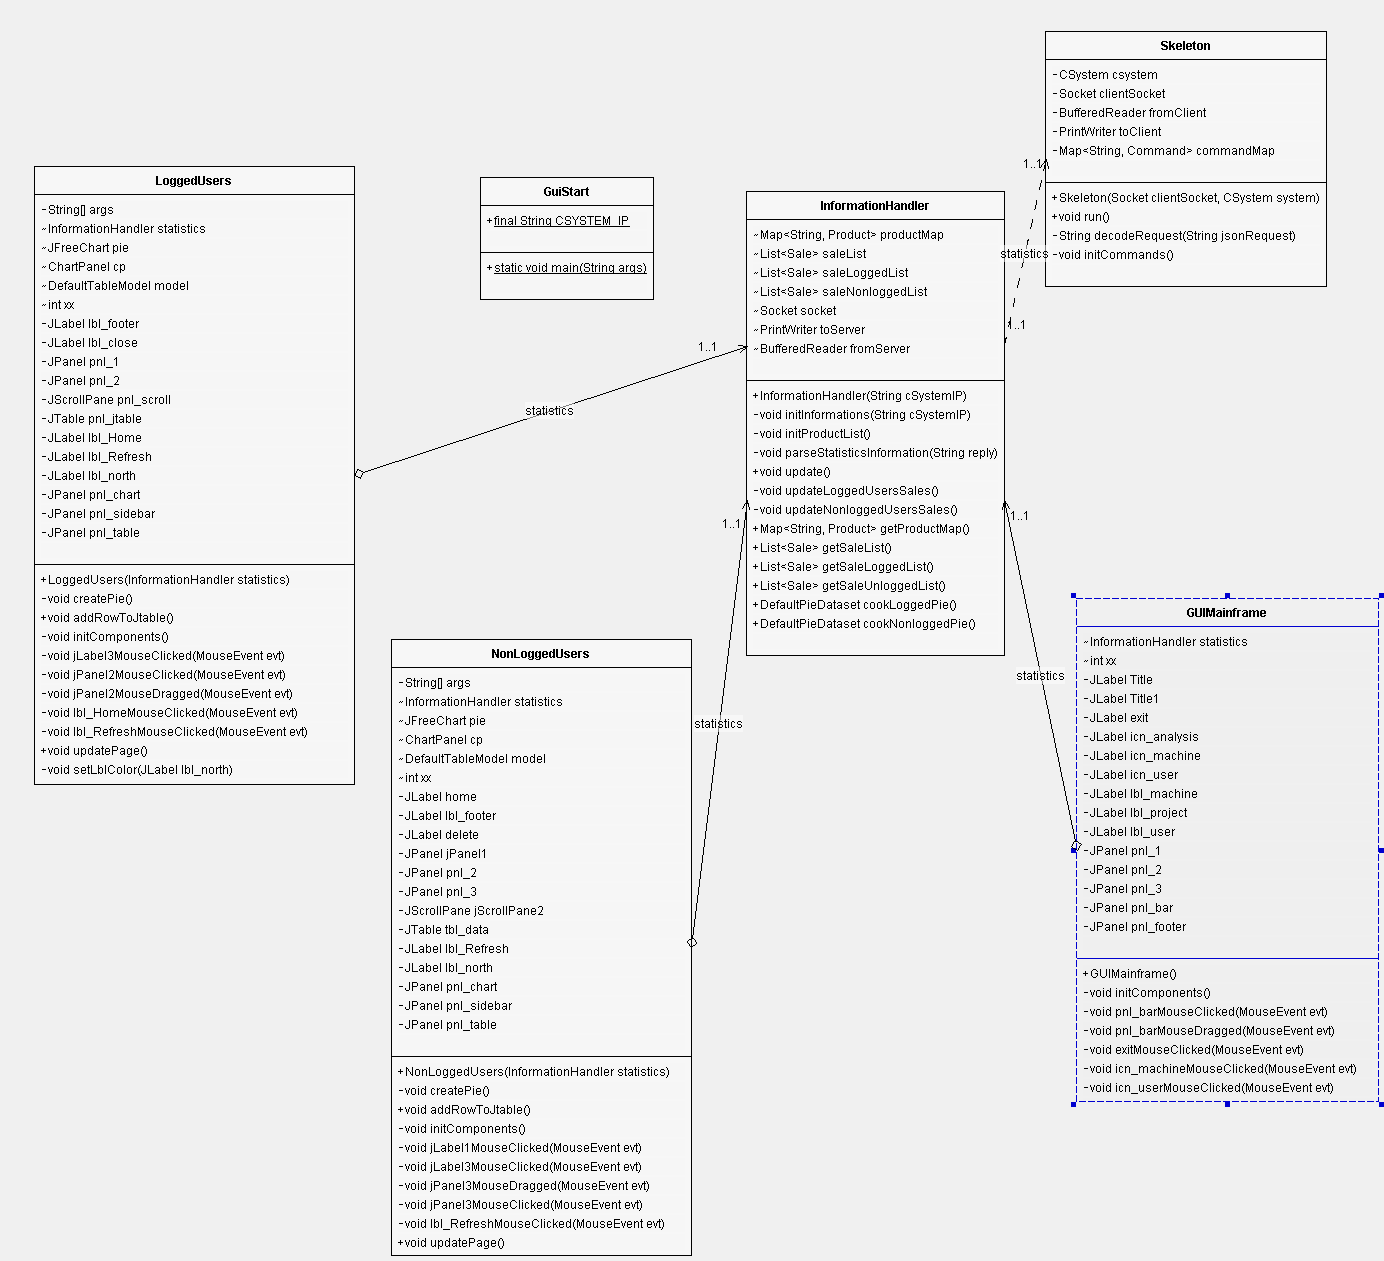 Skeleton
-CSystem csystem
-Socket clientSocket
-BufferedReader fromClient
-PrintWriter toClient
-Map<String, Command> commandMap
+Skeleton(Socket clientSocket, CSystem system)
+void run()
-String decodeRequest(String jsonRequest)
-void initCommands()
1..1
statistics
1..1
LoggedUsers
-String[] args
~InformationHandler statistics
~JFreeChart pie
~ChartPanel cp
~DefaultTableModel model
~int xx
-JLabel lbl_footer
-JLabel lbl_close
-JPanel pnl_1
-JPanel pnl_2
-JScrollPane pnl_scroll
-JTable pnl_jtable
-JLabel lbl_Home
-JLabel lbl_Refresh
-JLabel lbl_north
-JPanel pnl_chart
-JPanel pnl_sidebar
-JPanel pnl_table
+LoggedUsers(InformationHandler statistics)
-void createPie()
+void addRowToJtable()
-void initComponents()
-void jLabel3MouseClicked(MouseEvent evt)
-void jPanel2MouseClicked(MouseEvent evt)
-void jPanel2MouseDragged(MouseEvent evt)
-void lbl_HomeMouseClicked(MouseEvent evt)
-void lbl_RefreshMouseClicked(MouseEvent evt)
+void updatePage()
-void setLblColor(JLabel lbl_north)
GuiStart
+final String CSYSTEM_IP
+static void main(String args)
InformationHandler
~Map<String, Product> productMap
~List<Sale> saleList
~List<Sale> saleLoggedList
~List<Sale> saleNonloggedList
~Socket socket
~PrintWriter toServer
~BufferedReader fromServer
+InformationHandler(String cSystemIP)
-void initInformations(String cSystemIP)
-void initProductList()
-void parseStatisticsInformation(String reply)
+void update()
-void updateLoggedUsersSales()
-void updateNonloggedUsersSales()
+Map<String, Product> getProductMap()
+List<Sale> getSaleList()
+List<Sale> getSaleLoggedList()
+List<Sale> getSaleUnloggedList()
+DefaultPieDataset cookLoggedPie()
+DefaultPieDataset cookNonloggedPie()
1..1
statistics
1..1
statistics
1..1
statistics
NonLoggedUsers
-String[] args
~InformationHandler statistics
~JFreeChart pie
~ChartPanel cp
~DefaultTableModel model
~int xx
-JLabel home
-JLabel lbl_footer
-JLabel delete
-JPanel jPanel1
-JPanel pnl_2
-JPanel pnl_3
-JScrollPane jScrollPane2
-JTable tbl_data
-JLabel lbl_Refresh
-JLabel lbl_north
-JPanel pnl_chart
-JPanel pnl_sidebar
-JPanel pnl_table
+NonLoggedUsers(InformationHandler statistics)
-void createPie()
+void addRowToJtable()
-void initComponents()
-void jLabel1MouseClicked(MouseEvent evt)
-void jLabel3MouseClicked(MouseEvent evt)
-void jPanel3MouseDragged(MouseEvent evt)
-void jPanel3MouseClicked(MouseEvent evt)
-void lbl_RefreshMouseClicked(MouseEvent evt)
+void updatePage()
GUIMainframe
~InformationHandler statistics
~int xx
-JLabel Title
-JLabel Title1
-JLabel exit
-JLabel icn_analysis
-JLabel icn_machine
-JLabel icn_user
-JLabel lbl_machine
-JLabel lbl_project
-JLabel lbl_user
-JPanel pnl_1
-JPanel pnl_2
-JPanel pnl_3
-JPanel pnl_bar
-JPanel pnl_footer
+GUIMainframe()
-void initComponents()
-void pnl_barMouseClicked(MouseEvent evt)
-void pnl_barMouseDragged(MouseEvent evt)
-void exitMouseClicked(MouseEvent evt)
-void icn_machineMouseClicked(MouseEvent evt)
-void icn_userMouseClicked(MouseEvent evt)